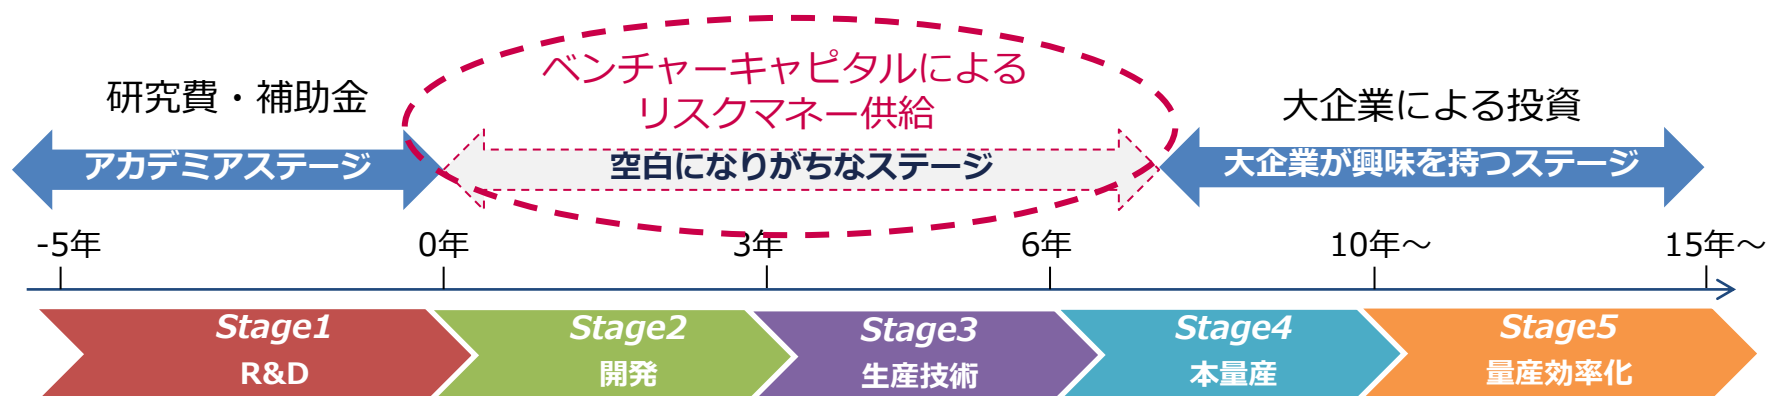 ベンチャーキャピタルによる
リスクマネー供給
研究費・補助金
大企業による投資
アカデミアステージ
空白になりがちなステージ
大企業が興味を持つステージ
-5年
0年
3年
6年
10年～
15年～
Stage1
R&D
Stage2
開発
Stage3
生産技術
Stage4
本量産
Stage5
量産効率化